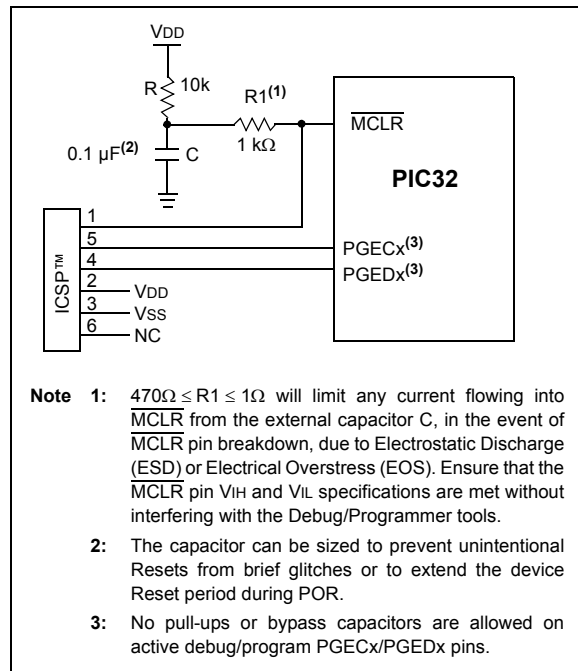 VDD
R 10k
R1(1)
0.1 µF(2) C
1 kΩ
MCLR
PIC32
1
5 PGECx(3)
4 PGEDx(3)
2 VDD
3 VSS
6 NC
ICSP™
Note 1: 470Ω ≤ R1 ≤ 1Ω will limit any current flowing into
MCLR from the external capacitor C, in the event of
MCLR pin breakdown, due to Electrostatic Discharge
(ESD) or Electrical Overstress (EOS). Ensure that the
MCLR pin VIH and VIL specifications are met without
interfering with the Debug/Programmer tools.
2: The capacitor can be sized to prevent unintentional
Resets from brief glitches or to extend the device
Reset period during POR.
3: No pull-ups or bypass capacitors are allowed on
active debug/program PGECx/PGEDx pins.